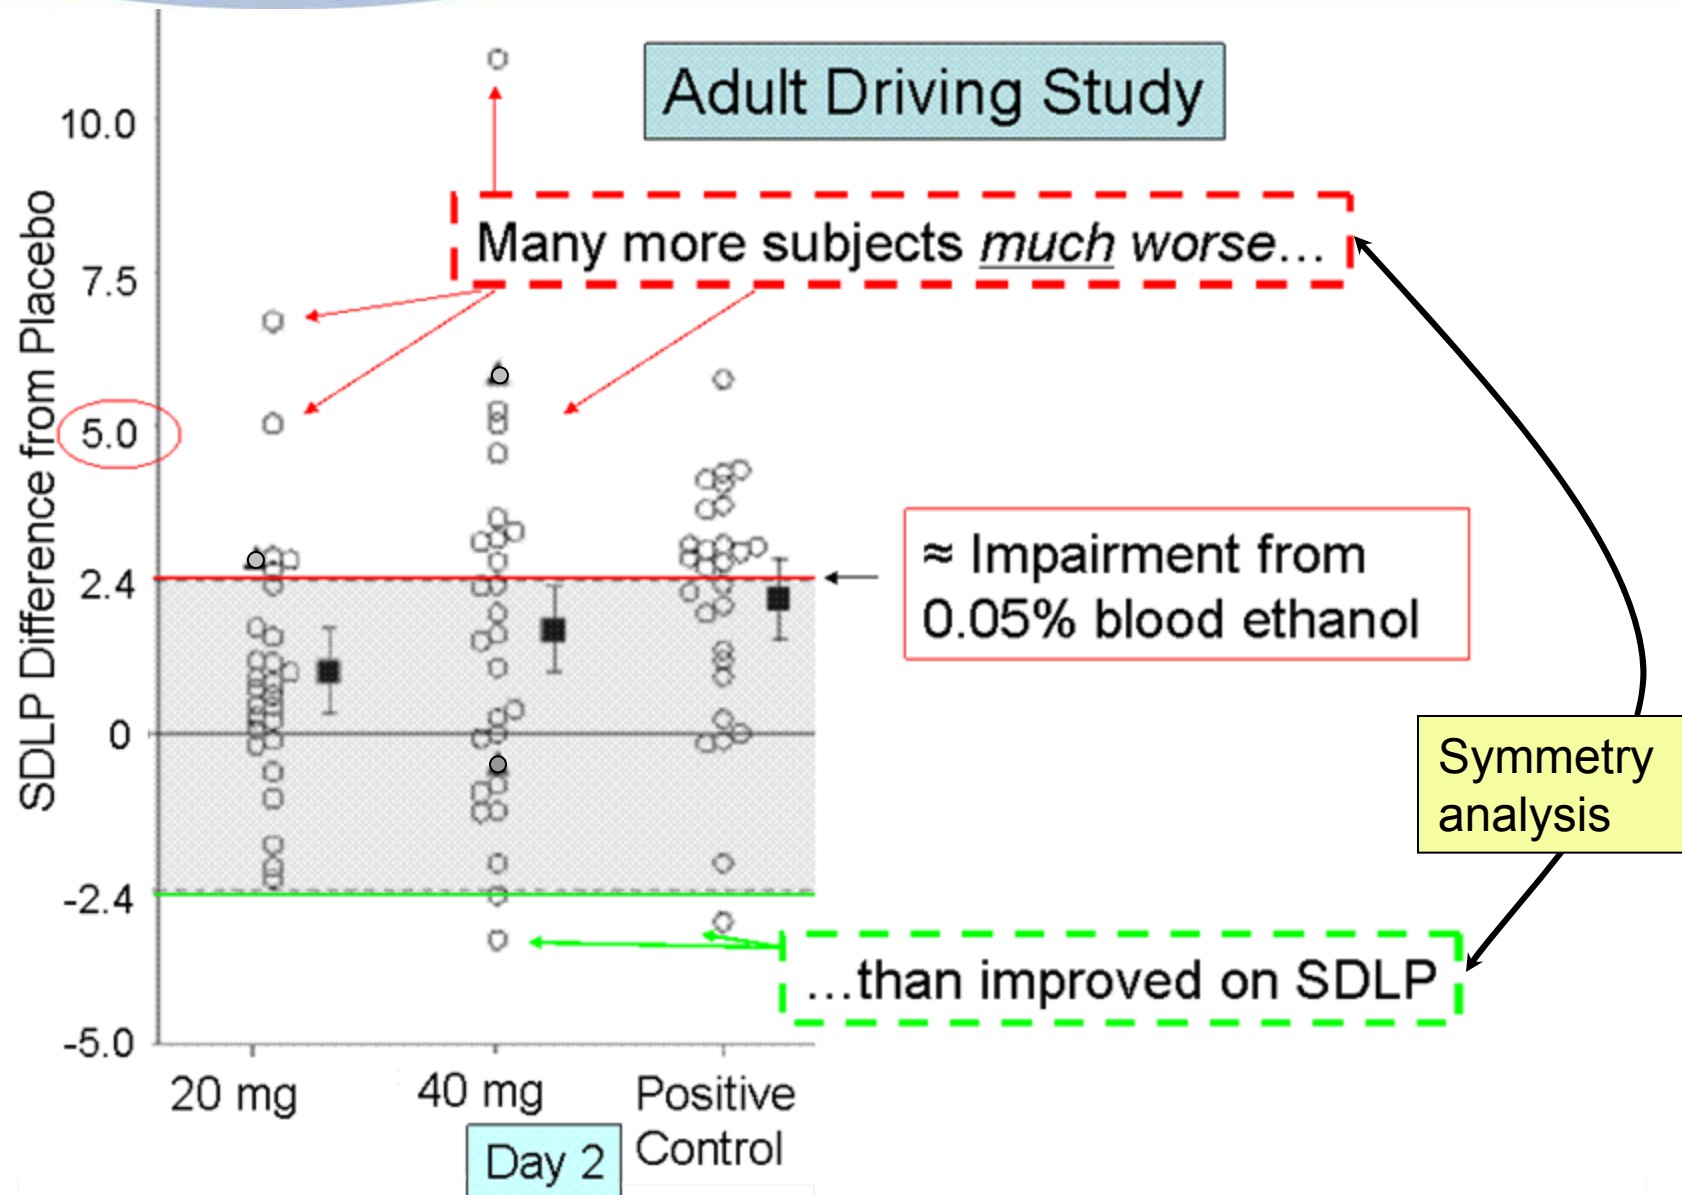 Adult Driving Study
10.0
Many more subjects much worse…
7.5
5.0
≈ Impairment from
0.05% blood ethanol
2.4
0
Symmetry
analysis
-2.4
…than improved on SDLP
-5.0
SDLP Difference from Placebo
20 mg
40 mg
Positive
Control
Day 2